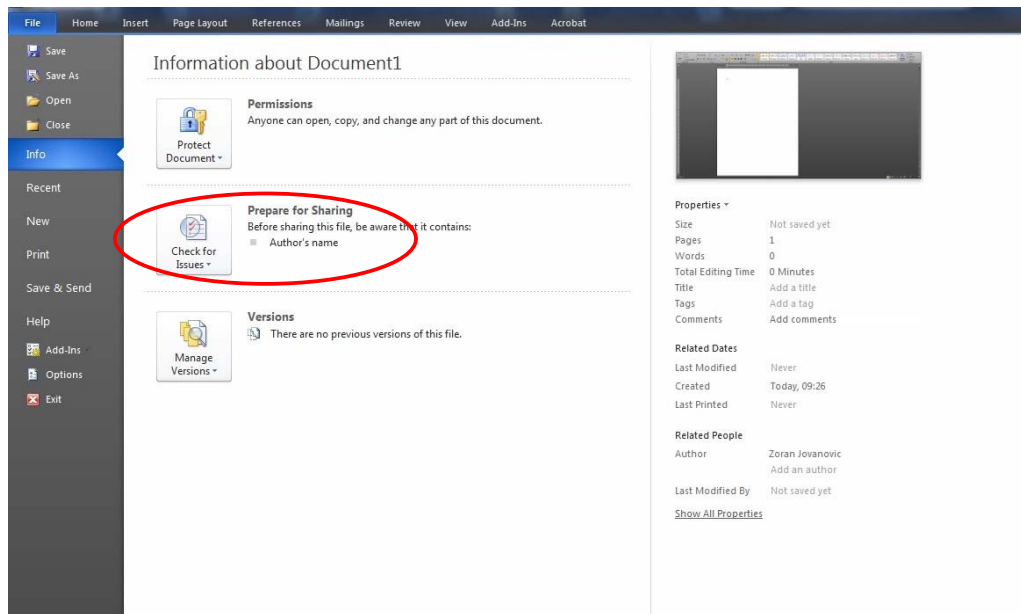 File Home Insert Page Layout References Mailings Review View Add-Ins Acrobat
Save
Save As
Open
Close
Info
Recent
New
Print
Save & Send
Help
Add-Ins
Options
Exit
Information about Document1
Protect
Document
Permissions
Anyone can open, copy, and change any part of this document.
Check for
Issues
Prepare for Sharing
Before sharing this file, be aware that it contains:
Author's name
Manage
Versions
Versions
There are no previous versions of this file.
Properties
Size Not saved yet
Pages 1
Words 0
Total Editing Time 0 Minutes
Title Add a title
Tags Add a tag
Comments Add comments
Related Dates
Last Modified Never
Created Today, 09:26
Last Printed Never
Related People
Author Zoran Jovanovic
Add an author
Last Modified By Not saved yet
Show All Properties